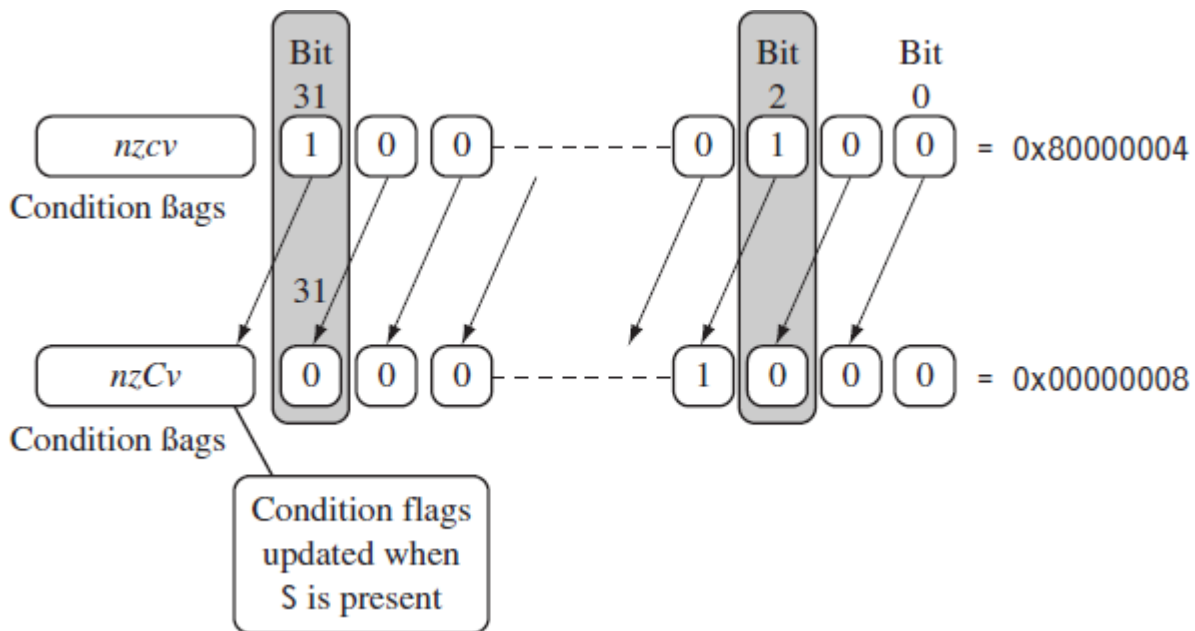 Bit Bit Bit
31 2 0
nzcv 1 0 0 0 1 0 0 = 0x80000004
Condition ßags
31
nzCv 0 0 0 1 0 0 0 = 0x00000008
Condition ßags
Condition flags
updated when
S is present